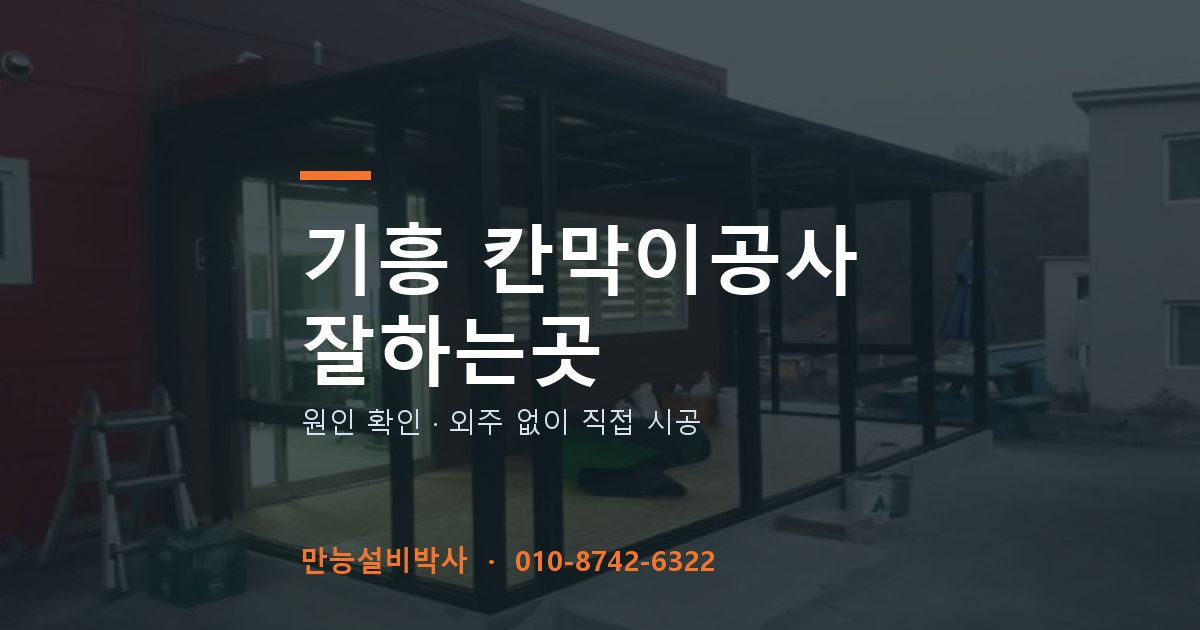 기흥 칸막이공사
잘하는곳
원인 확인 · 외주 없이 직접 시공
만능설비박사 · 010-8742-6322